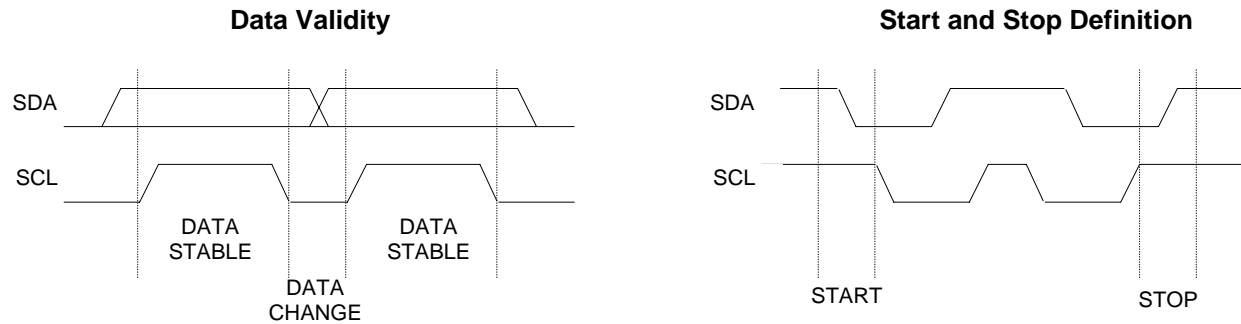 Data Validity
SDA
SCL
DATA
STABLE
DATA
STABLE
DATA
CHANGE
Start and Stop Definition
SDA
SCL
START
STOP